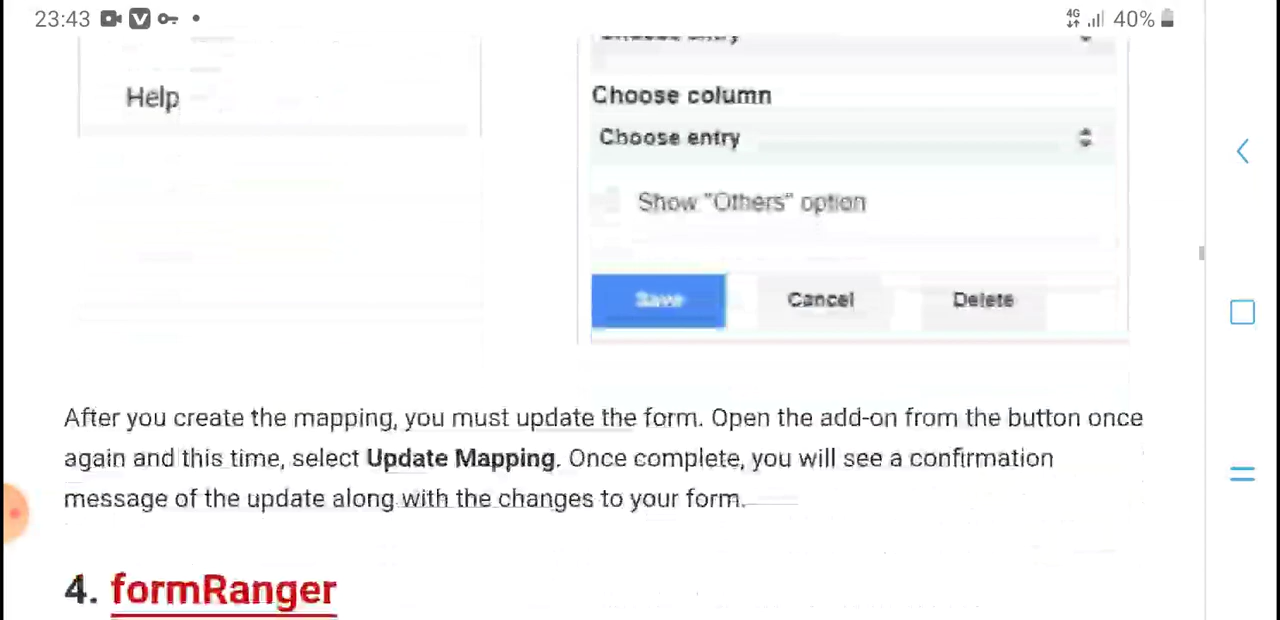 23:43
4G
40%
Help
Choose column
Choose entry
Show "Others" option
Save
Cancel
Delete
After you create the mapping, you must update the form. Open the add-on from the button once
again and this time, select Update Mapping. Once complete, you will see a confirmation
message of the update along with the changes to your form.
4. formRanger